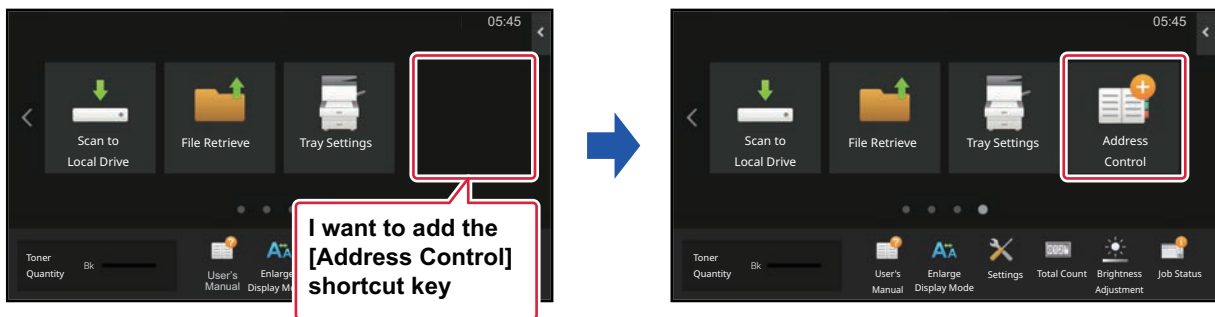 05:45
Scan to
Local Drive
File Retrieve
Tray Settings
I want to add the
[Address Control]
shortcut key
Toner
Quantity
Bk
User's
Manual
Enlarge
Display M
05:45
Scan to
Local Drive
File Retrieve
Tray Settings
Address
Control
Toner
Quantity
Bk
User's
Manual
Enlarge
Display Mode
Settings
Total Count
Brightness
Adjustment
Job Status